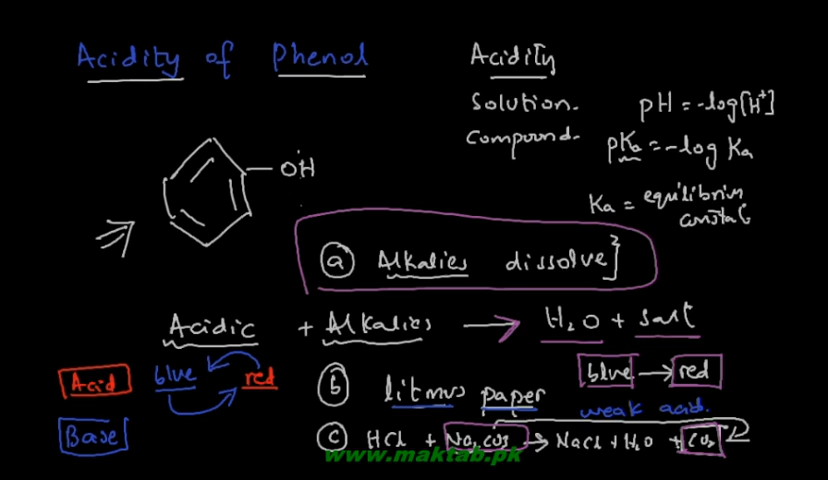 Acidity of Phenol
Acidity
Solution. pH = -log[H⁺]
Compound. pKa = -log Ka
Ka = equilibrium
constat
OH
a Alkalies dissolve
Acidic + Alkalies → H₂O + salt
Acid blue red
b litmus paper blue → red
weak acid.
Base
c HCl + Na₂CO₃ → NaCl + H₂O + CO₂
www.maktab.pk